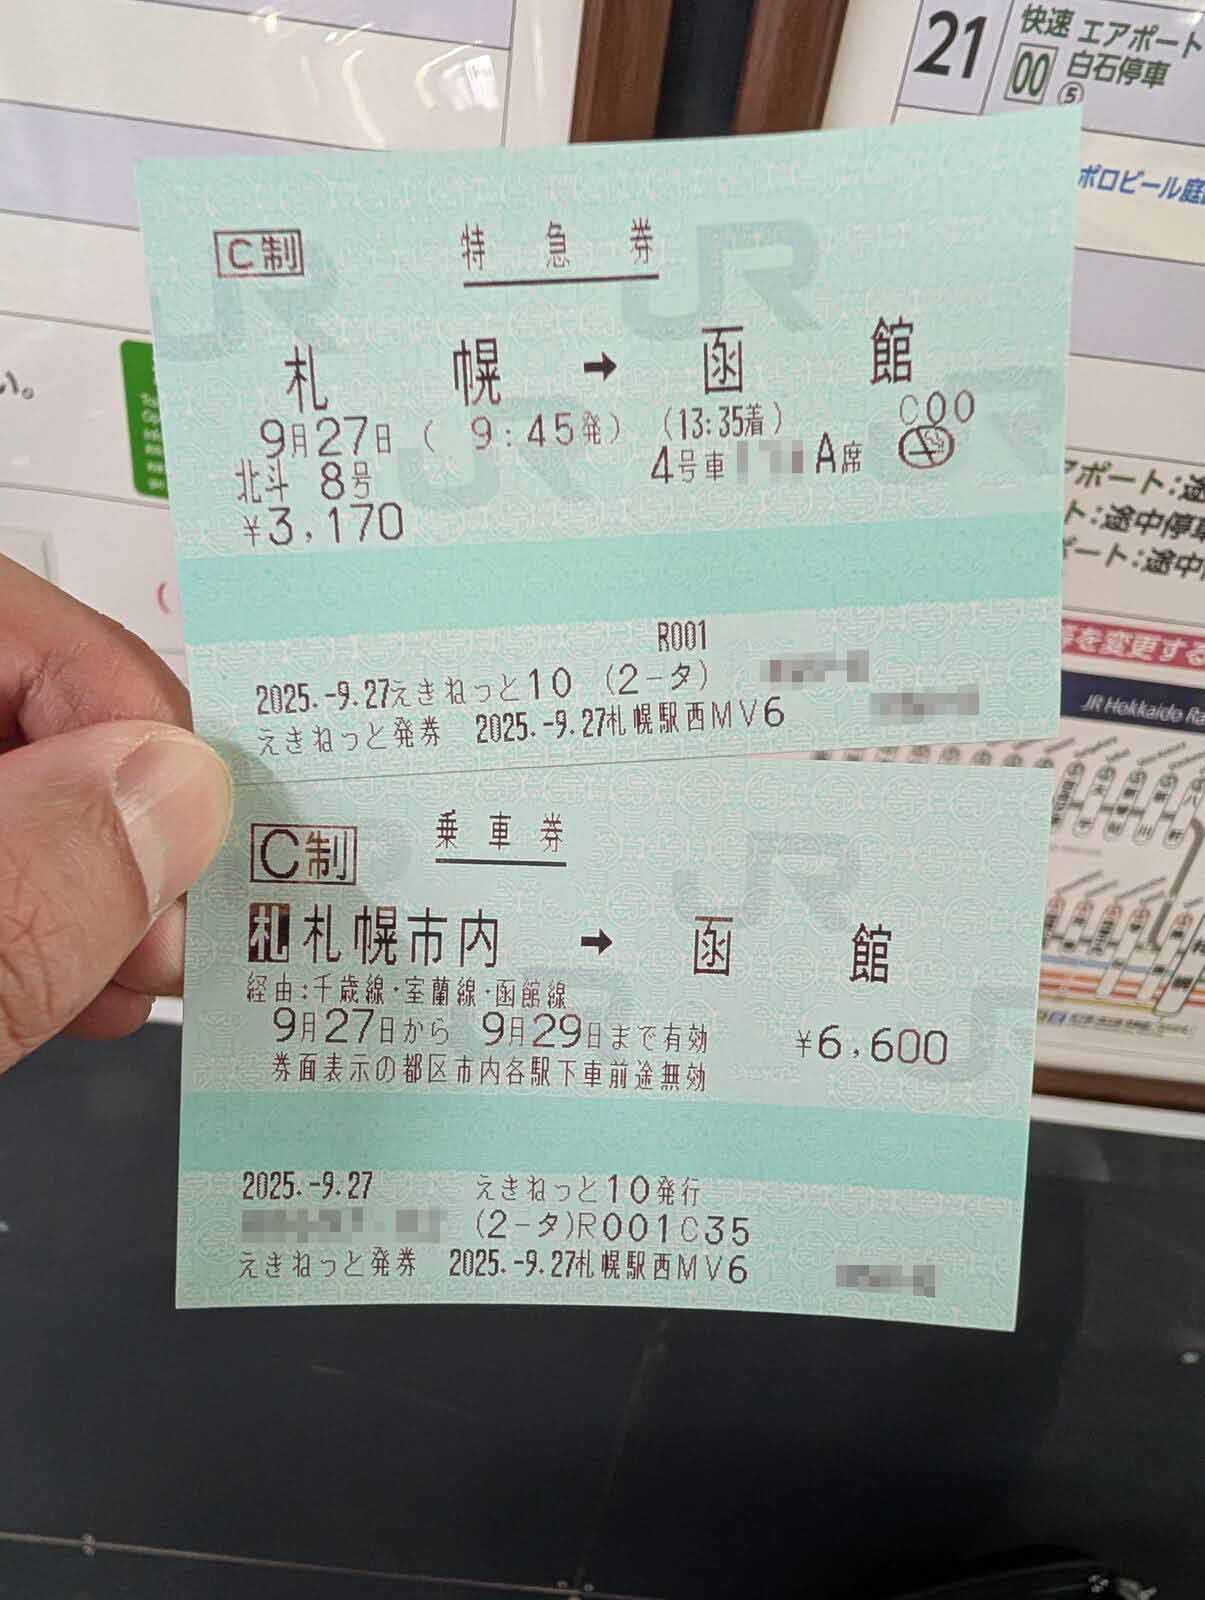 21
快速 エアポート
00 白石停車
⑤
ポロビール庭
い。
C制 特急券
札幌 → 函館
9月27日 ( 9:45発) (13:35着) C00
北斗 8号 4号車 A席
¥3,170
R001
2025.-9.27えきねっと10 (2-タ)
えきねっと発券 2025.-9.27札幌駅西MV6
アポート:途
ト:途中停車
ート:途中
を変更する
JR Hokkaido Ra
C制 乗車券
札 札幌市内 → 函館
経由:千歳線・室蘭線・函館線
9月27日から 9月29日まで有効 ¥6,600
券面表示の都区市内各駅下車前途無効
2025.-9.27 えきねっと10発行
(2-タ)R001C35
えきねっと発券 2025.-9.27札幌駅西MV6